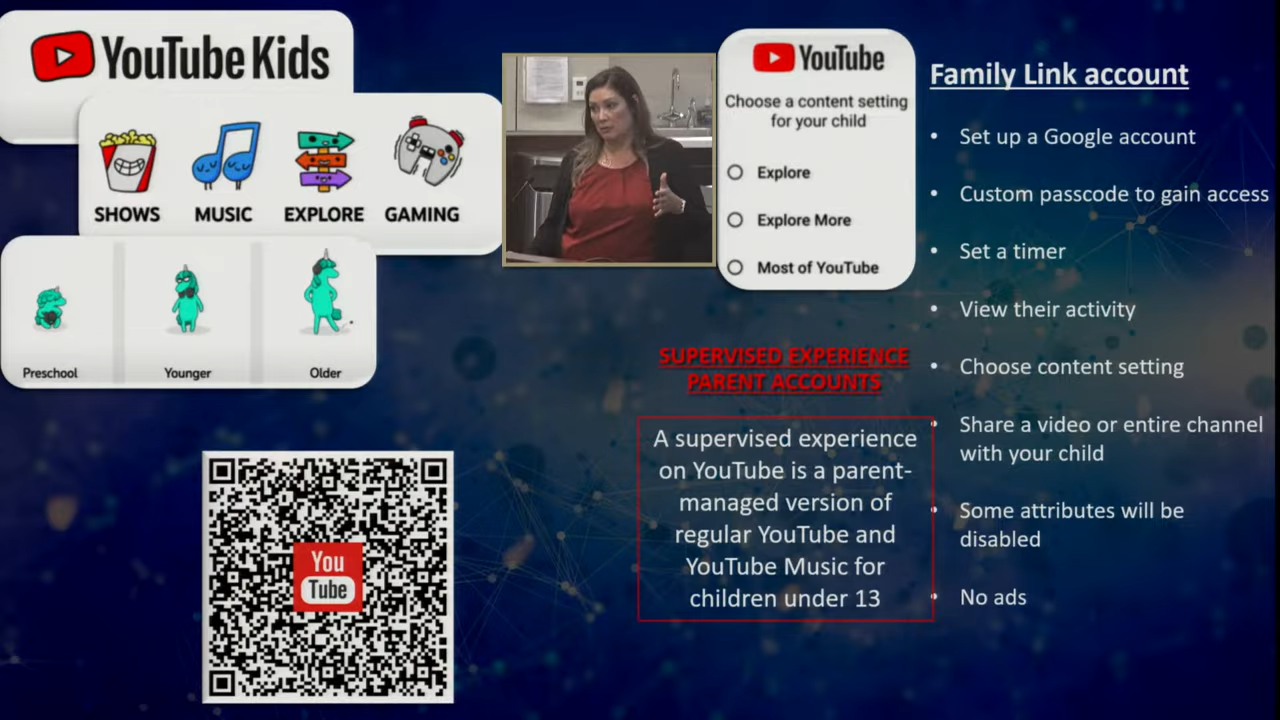 YouTube Kids
SHOWS MUSIC EXPLORE GAMING
Preschool Younger Older
You
Tube
YouTube
Choose a content setting
for your child
Explore
Explore More
Most of YouTube
SUPERVISED EXPERIENCE
PARENT ACCOUNTS
A supervised experience
on YouTube is a parent-
managed version of
regular YouTube and
YouTube Music for
children under 13
Family Link account
• Set up a Google account
• Custom passcode to gain access
• Set a timer
• View their activity
• Choose content setting
• Share a video or entire channel
with your child
• Some attributes will be
disabled
• No ads